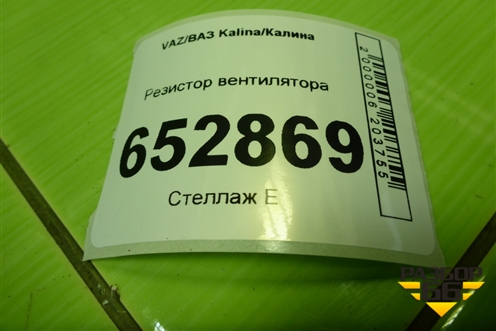 VAZ/ВАЗ Kalina/Калина
Резистор вентилятора
652869
Стеллаж Е
2000006203755
РАЗБОР
66